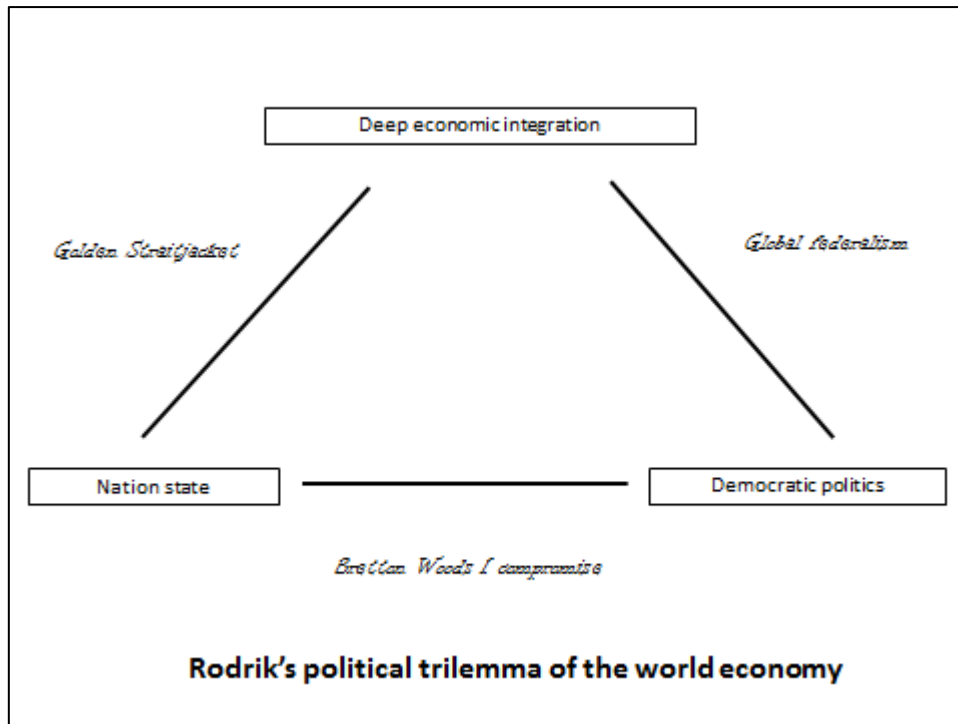 Deep economic integration
Golden Straitjacket
Global federalism
Nation state
Democratic politics
Bretton Woods I compromise
Rodrik's political trilemma of the world economy